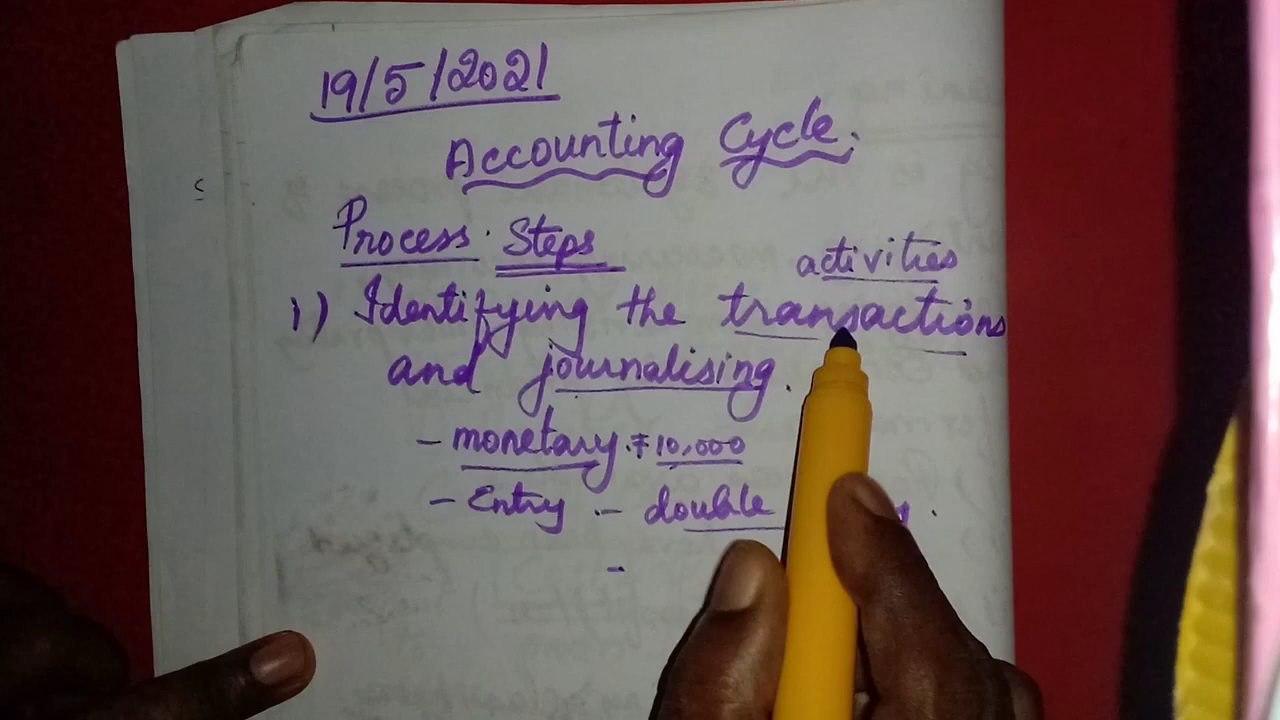 19/5/2021
Accounting Cycle.
Process Steps
activities
1) Identifying the transactions
and journalising.
- monetary. ₹10,000
- Entry - double
-